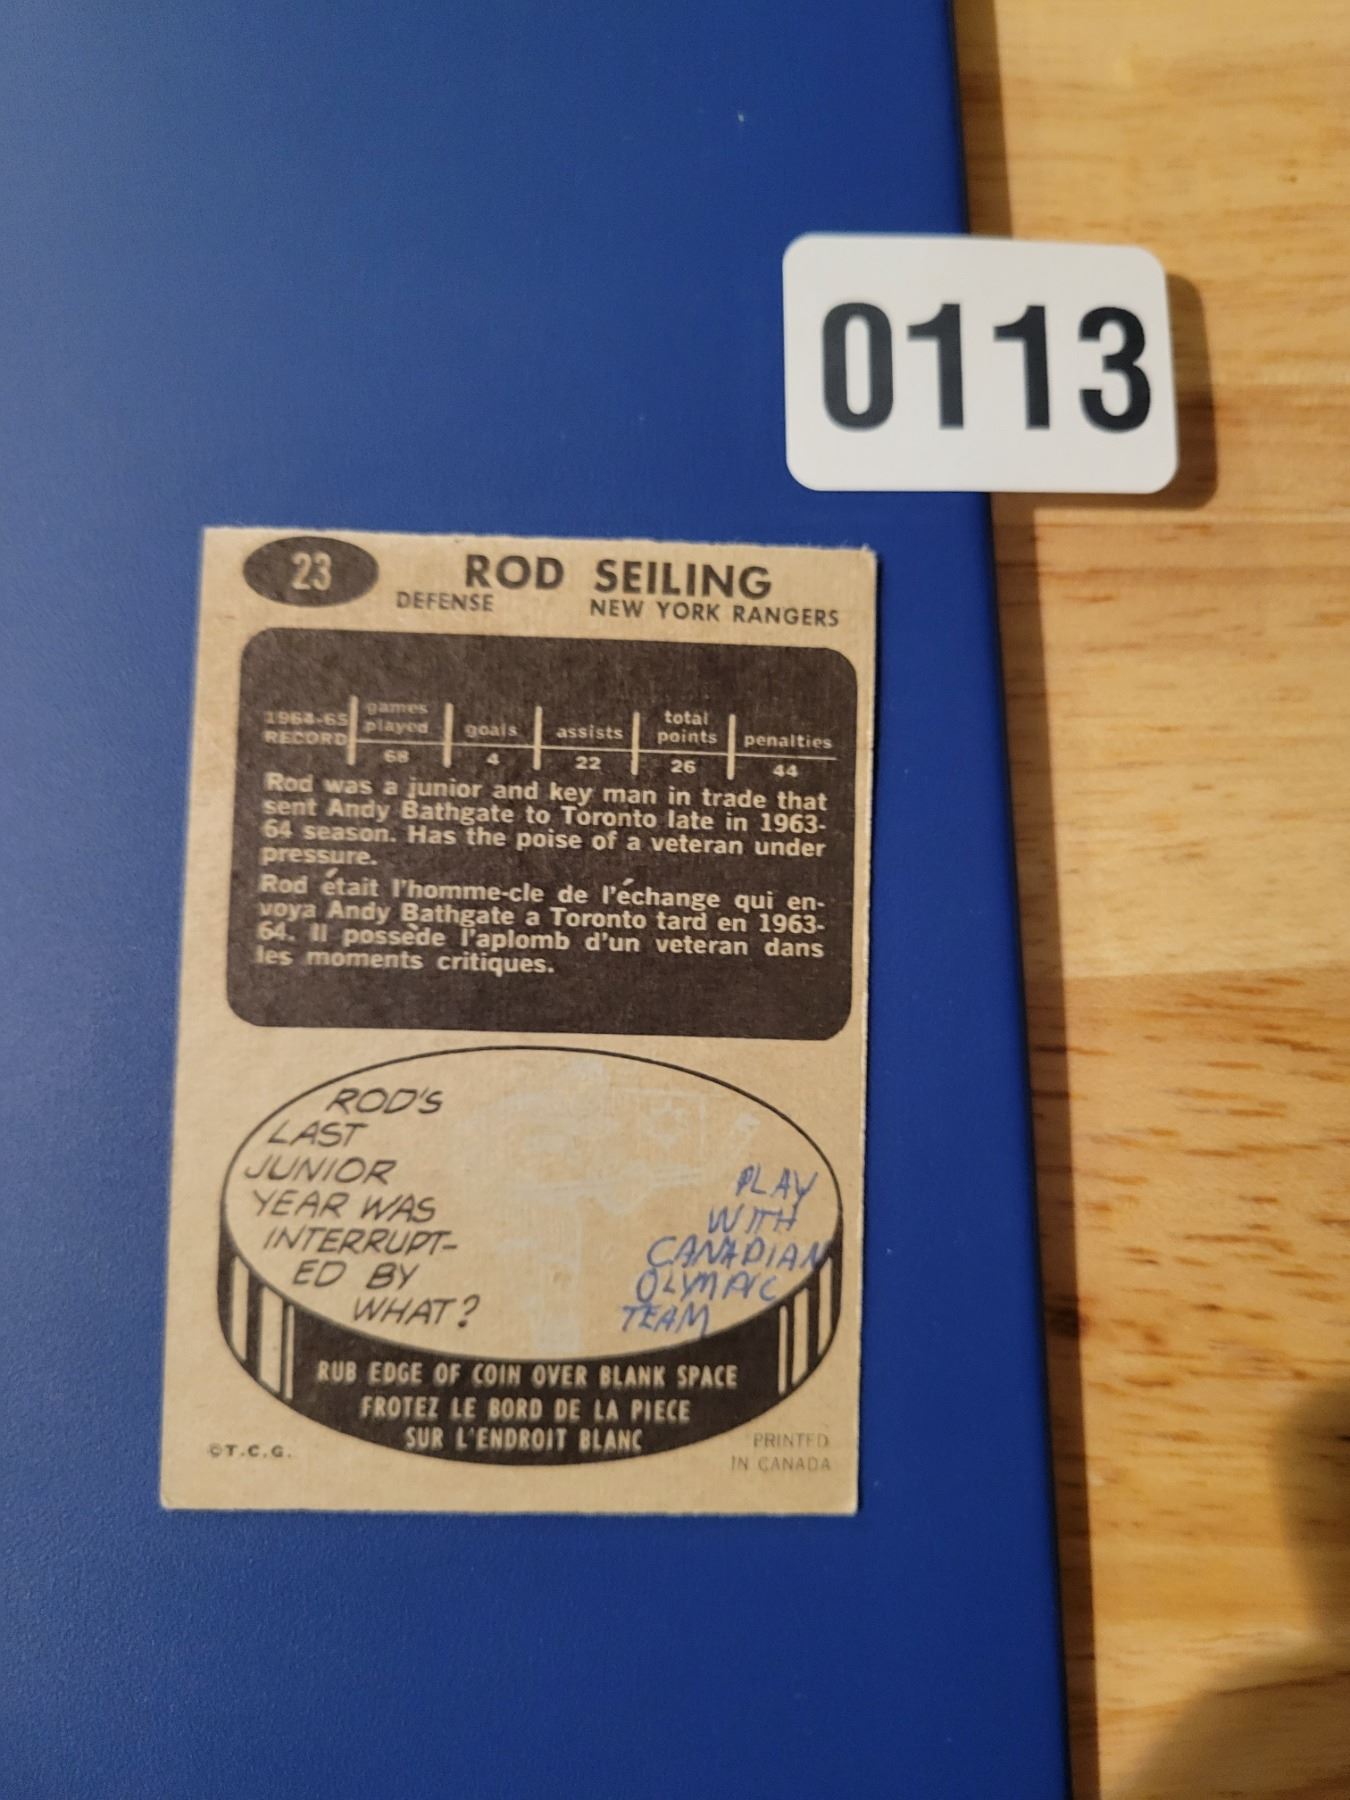 0113
23
ROD SEILING
DEFENSE NEW YORK RANGERS
1964-65 RECORD games played goals assists total points penalties
68 4 22 26 44
Rod was a junior and key man in trade that
sent Andy Bathgate to Toronto late in 1963-
64 season. Has the poise of a veteran under
pressure.
Rod était l'homme-cle de l'échange qui en-
voya Andy Bathgate a Toronto tard en 1963-
64. Il possède l'aplomb d'un veteran dans
les moments critiques.
ROD'S
LAST
JUNIOR
YEAR WAS
INTERRUPT-
ED BY
WHAT?
PLAY
WITH
CANADIAN
OLYMPIC
TEAM
RUB EDGE OF COIN OVER BLANK SPACE
FROTEZ LE BORD DE LA PIECE
SUR L'ENDROIT BLANC
©T.C.G.
PRINTED
IN CANADA